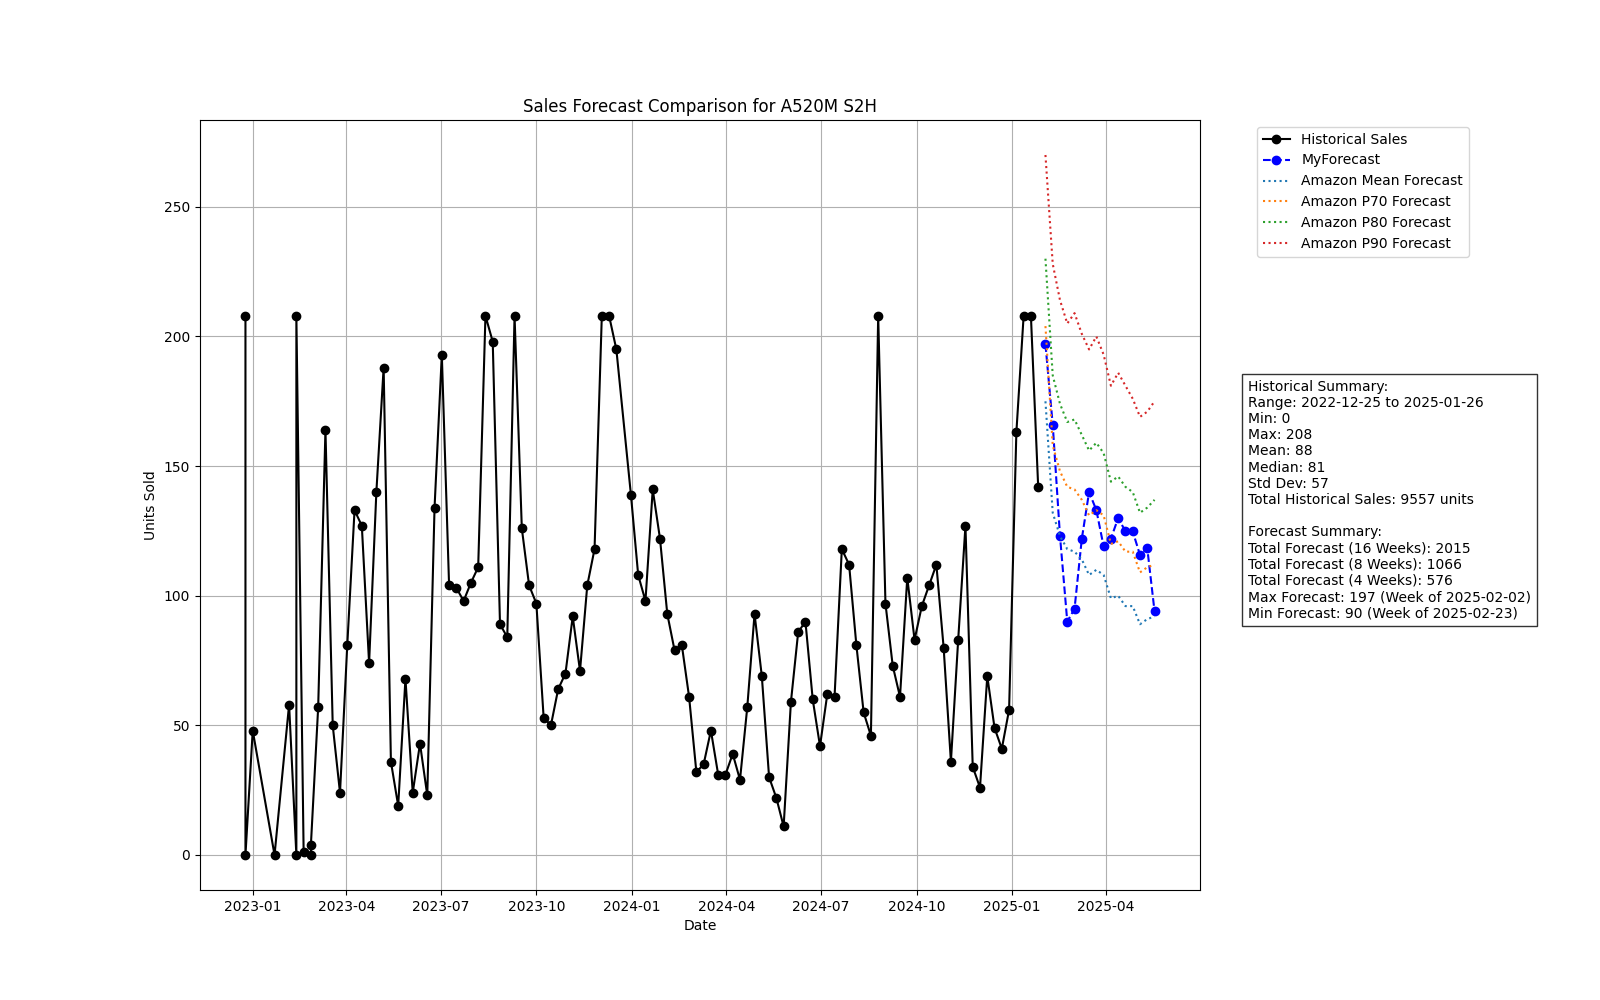 Sales Forecast Comparison for A520M S2H
Historical Sales
MyForecast
Amazon Mean Forecast
Amazon P70 Forecast
Amazon P80 Forecast
Amazon P90 Forecast
250
200
150
100
50
0
Units Sold
2023-01
2023-04
2023-07
2023-10
2024-01
2024-04
2024-07
2024-10
2025-01
2025-04
Date
Historical Summary:
Range: 2022-12-25 to 2025-01-26
Min: 0
Max: 208
Mean: 88
Median: 81
Std Dev: 57
Total Historical Sales: 9557 units
Forecast Summary:
Total Forecast (16 Weeks): 2015
Total Forecast (8 Weeks): 1066
Total Forecast (4 Weeks): 576
Max Forecast: 197 (Week of 2025-02-02)
Min Forecast: 90 (Week of 2025-02-23)